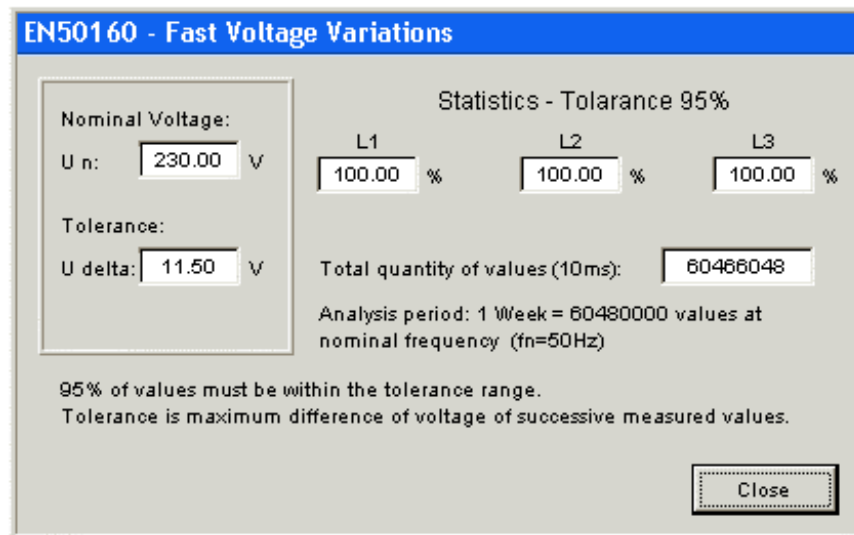 EN50160 - Fast Voltage Variations
Nominal Voltage:
U n: 230.00 V
Tolerance:
U delta: 11.50 V
Statistics - Tolarance 95%
L1 L2 L3
100.00 % 100.00 % 100.00 %
Total quantity of values (10ms): 60466048
Analysis period: 1 Week = 60480000 values at
nominal frequency (fn=50Hz)
95% of values must be within the tolerance range.
Tolerance is maximum difference of voltage of successive measured values.
Close